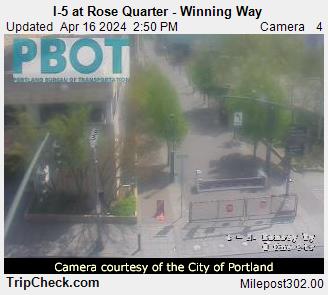 I-5 at Rose Quarter - Winning Way
Updated Apr 16 2024 2:50 PM Camera 4
PBOT
PORTLAND BUREAU OF TRANSPORTATION
Camera courtesy of the City of Portland
TripCheck.com Milepost302.00